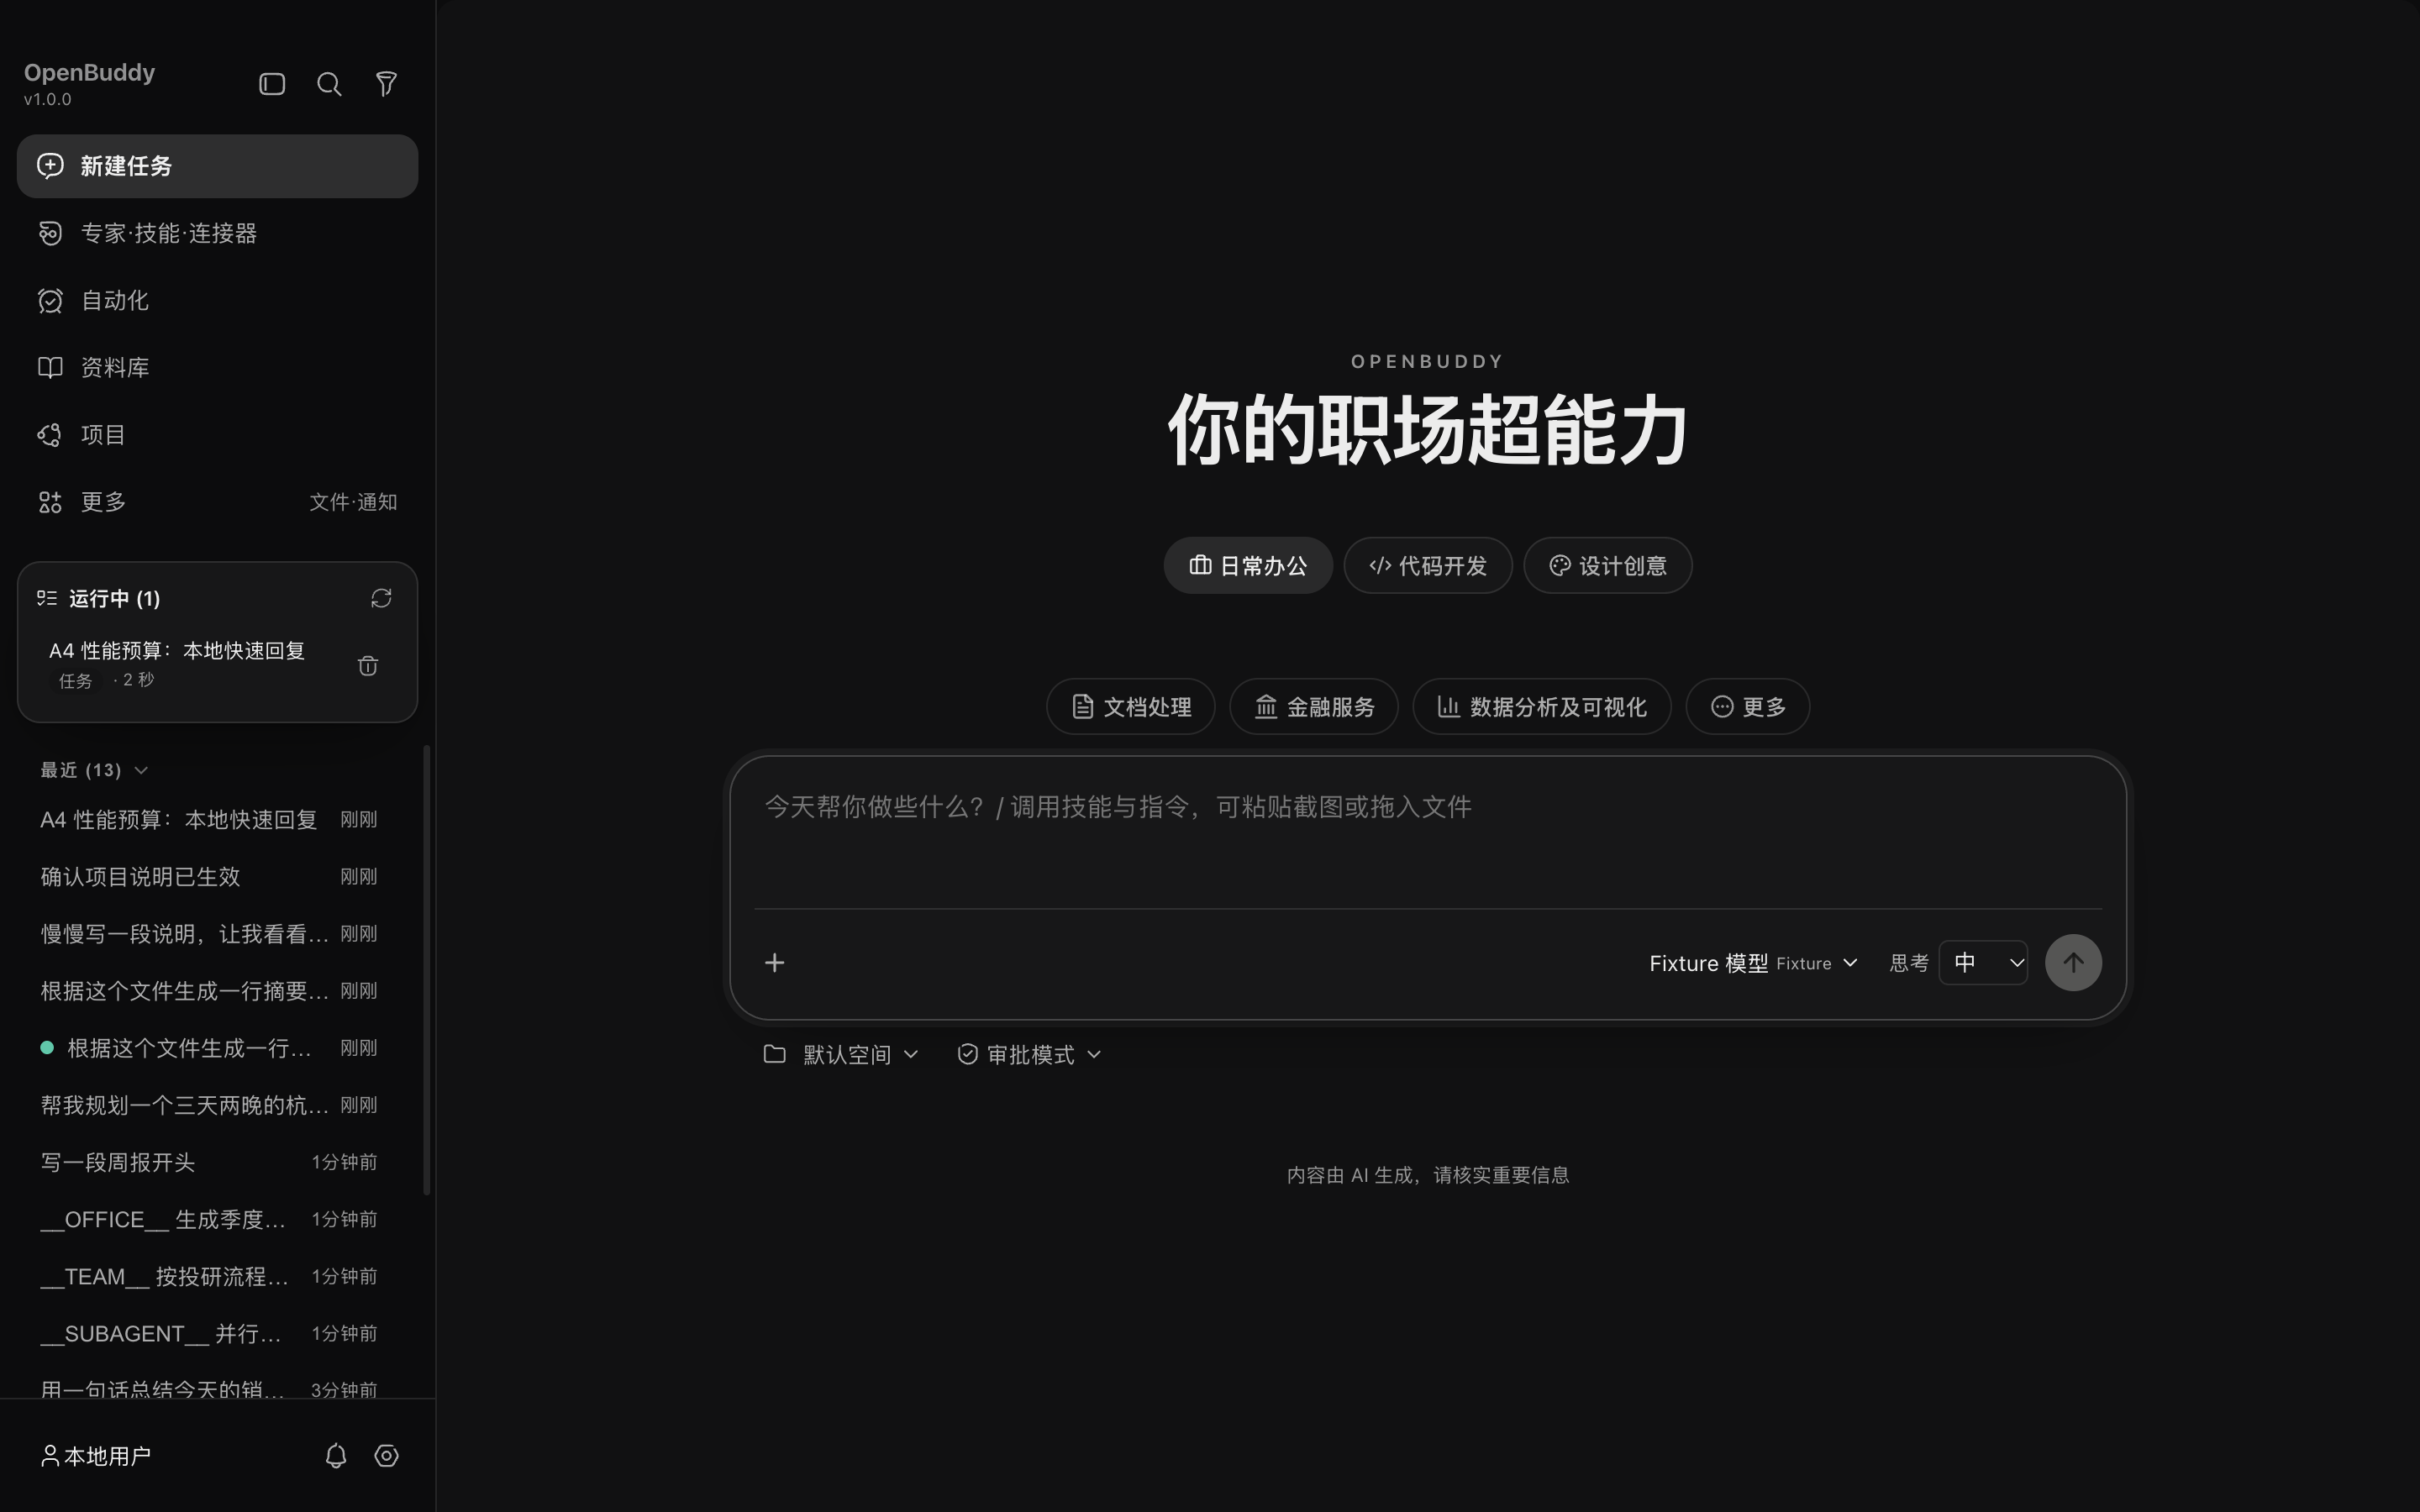 OpenBuddy
v1.0.0
新建任务
专家·技能·连接器
自动化
资料库
项目
更多 文件·通知
运行中 (1)
A4 性能预算：本地快速回复
任务 · 2 秒
最近 (13)
A4 性能预算：本地快速回复 刚刚
确认项目说明已生效 刚刚
慢慢写一段说明，让我看看... 刚刚
根据这个文件生成一行摘要... 刚刚
根据这个文件生成一行... 刚刚
帮我规划一个三天两晚的杭... 刚刚
写一段周报开头 1分钟前
__OFFICE__ 生成季度... 1分钟前
__TEAM__ 按投研流程... 1分钟前
__SUBAGENT__ 并行... 1分钟前
用一句话总结今天的销... 3分钟前
本地用户
OPENBUDDY
你的职场超能力
日常办公 代码开发 设计创意
文档处理 金融服务 数据分析及可视化 更多
今天帮你做些什么？/ 调用技能与指令，可粘贴截图或拖入文件
Fixture 模型 Fixture 思考 中
默认空间 审批模式
内容由 AI 生成，请核实重要信息